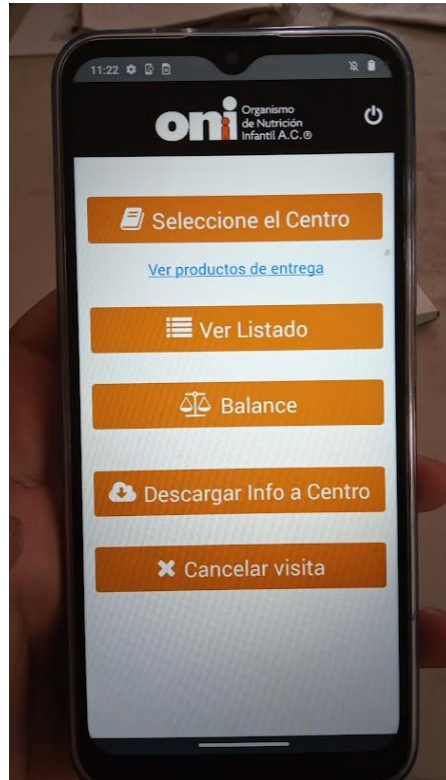 11:22
oni
Organismo
de Nutrición
Infantil A.C.®
Seleccione el Centro
Ver productos de entrega
Ver Listado
Balance
Descargar Info a Centro
Cancelar visita